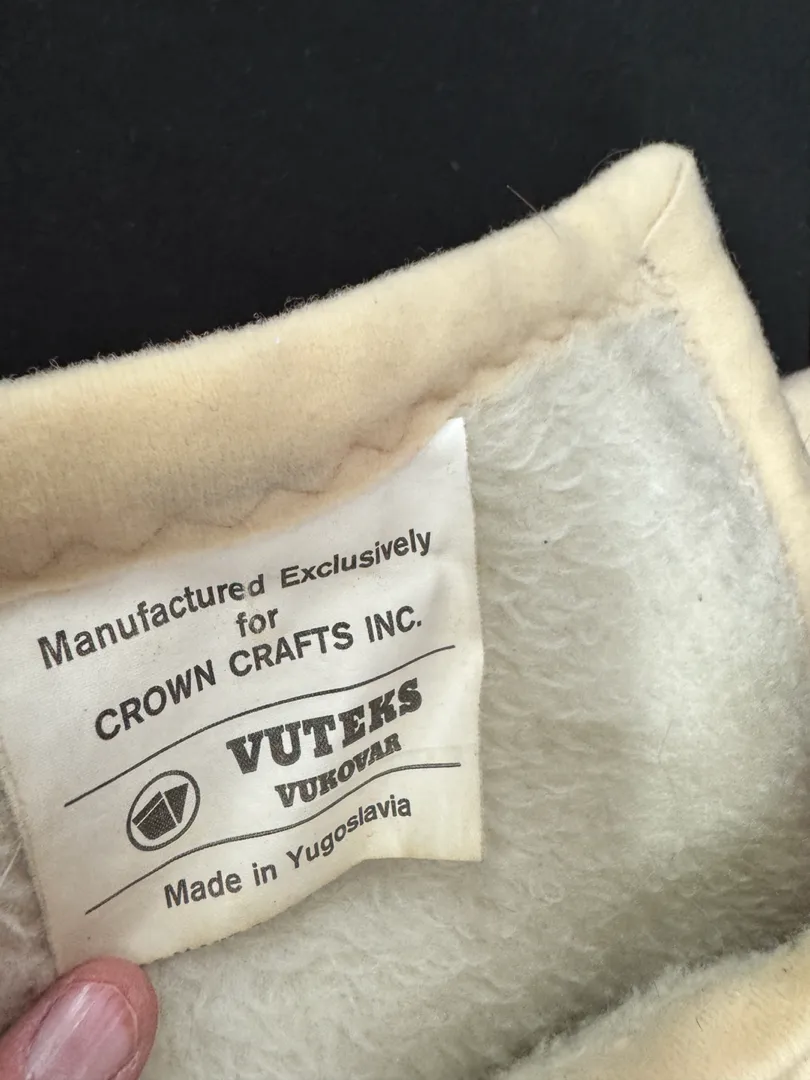 Manufactured Exclusively
for
CROWN CRAFTS INC.
VUTEKS
VUKOVAR
Made in Yugoslavia